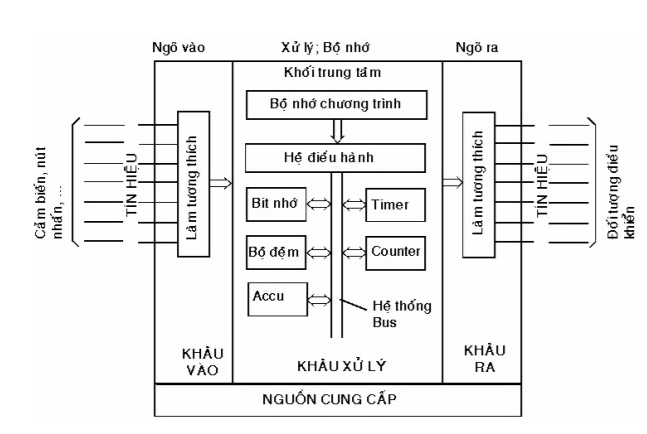 Ngõ vào
Xử lý; Bộ nhớ
Ngõ ra
Khối trung tâm
Bộ nhớ chương trình
Hệ điều hành
Cảm biến, nút
nhấn, ...
TÍN HIỆU
Làm tương thích
Bit nhớ
Timer
Bộ đệm
Counter
Accu
Hệ thống
Bus
Làm tương thích
TÍN HIỆU
Đối tượng điều
khiển
KHÂU
VÀO
KHÂU XỬ LÝ
KHÂU
RA
NGUỒN CUNG CẤP